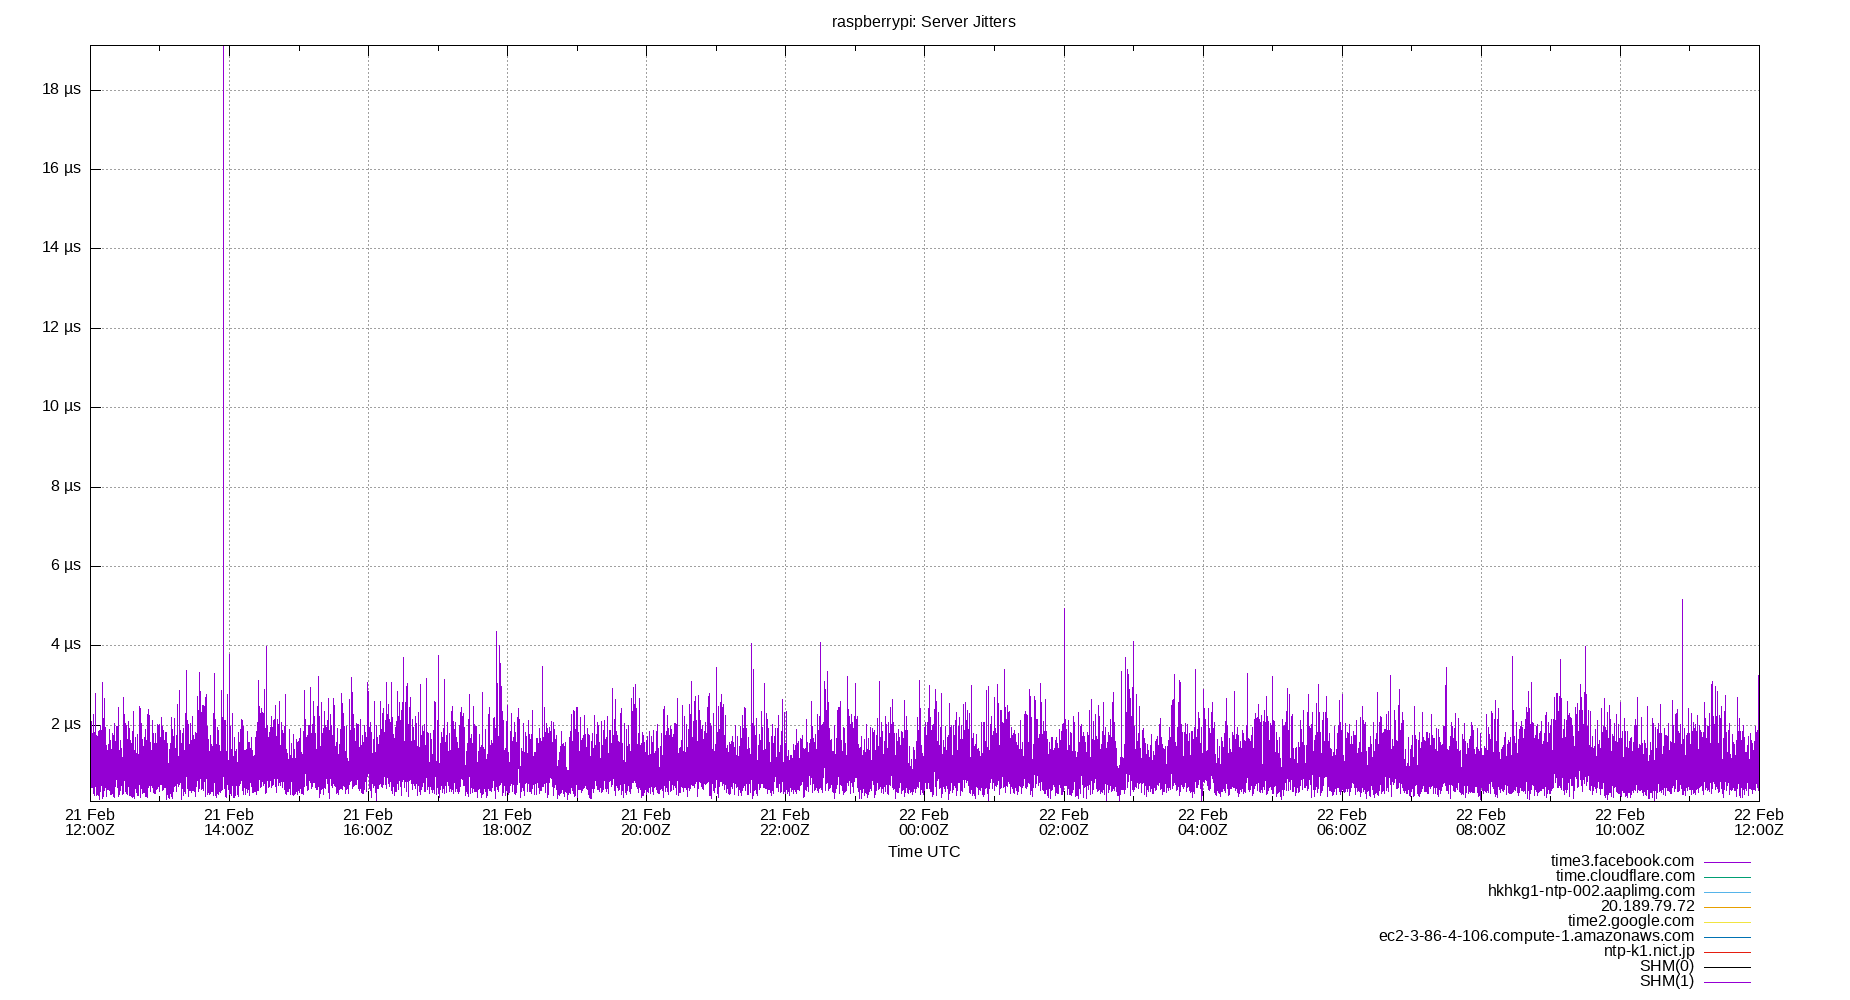 raspberrypi: Server Jitters
18 µs
16 µs
14 µs
12 µs
10 µs
8 µs
6 µs
4 µs
2 µs
21 Feb 21 Feb 21 Feb 21 Feb 21 Feb 21 Feb 22 Feb 22 Feb 22 Feb 22 Feb 22 Feb 22 Feb 22 Feb
12:00Z 14:00Z 16:00Z 18:00Z 20:00Z 22:00Z 00:00Z 02:00Z 04:00Z 06:00Z 08:00Z 10:00Z 12:00Z
Time UTC
time3.facebook.com
time.cloudflare.com
hkhkg1-ntp-002.aaplimg.com
20.189.79.72
time2.google.com
ec2-3-86-4-106.compute-1.amazonaws.com
ntp-k1.nict.jp
SHM(0)
SHM(1)